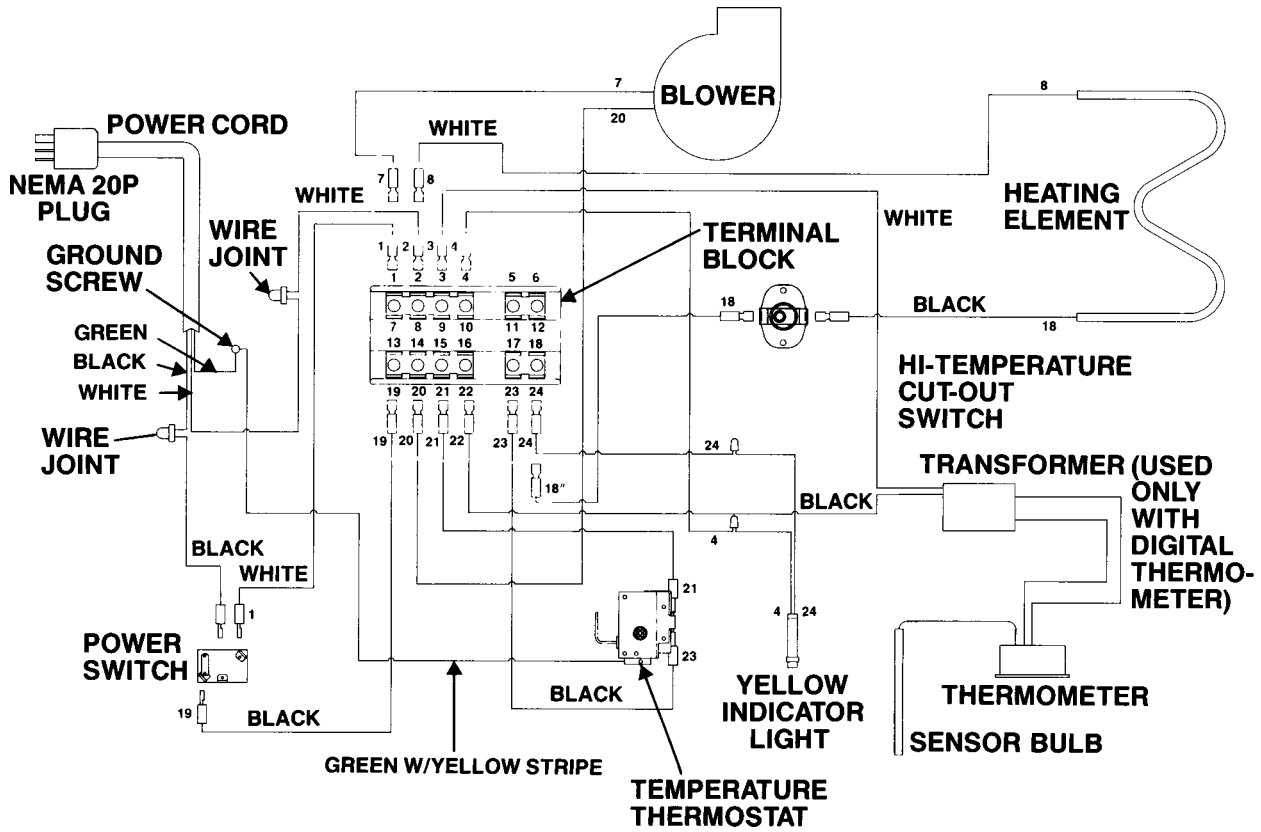 7
BLOWER
20
8
POWER CORD
WHITE
NEMA 20P
PLUG
7
8
WHITE
HEATING
ELEMENT
WHITE
WIRE
JOINT
GROUND
SCREW
TERMINAL
BLOCK
1 2 3 4
1 2 3 4 5 6
7 8 9 10 11 12
13 14 15 16 17 18
19 20 21 22 23 24
18
BLACK
18
GREEN
BLACK
WHITE
HI-TEMPERATURE
CUT-OUT
SWITCH
WIRE
JOINT
19 20 21 22 23 24
24
18"
TRANSFORMER (USED
ONLY
WITH
DIGITAL
THERMO-
METER)
BLACK
4
BLACK
WHITE
1
21
4 24
POWER
SWITCH
23
19
BLACK
BLACK
YELLOW
INDICATOR
LIGHT
THERMOMETER
SENSOR BULB
GREEN W/YELLOW STRIPE
TEMPERATURE
THERMOSTAT